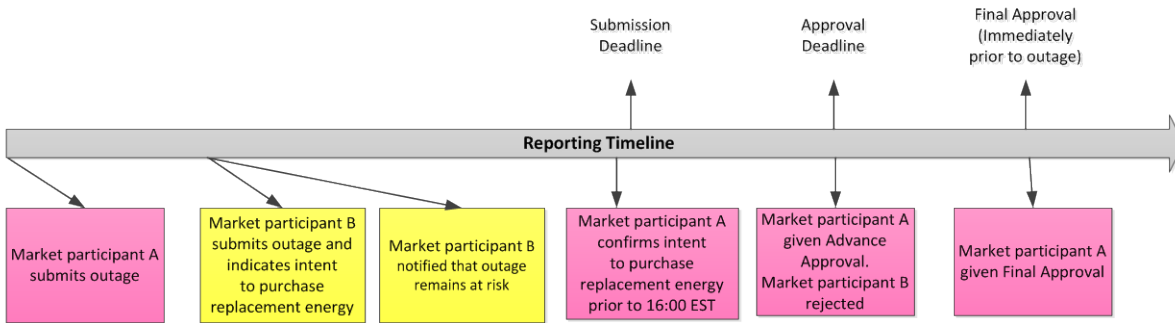 Submission
Deadline
Approval
Deadline
Final Approval
(Immediately
prior to outage)
Reporting Timeline
Market participant A
submits outage
Market participant B
submits outage and
indicates intent
to purchase
replacement energy
Market participant B
notified that outage
remains at risk
Market participant A
confirms intent
to purchase
replacement energy
prior to 16:00 EST
Market participant A
given Advance
Approval.
Market participant B
rejected
Market participant A
given Final Approval